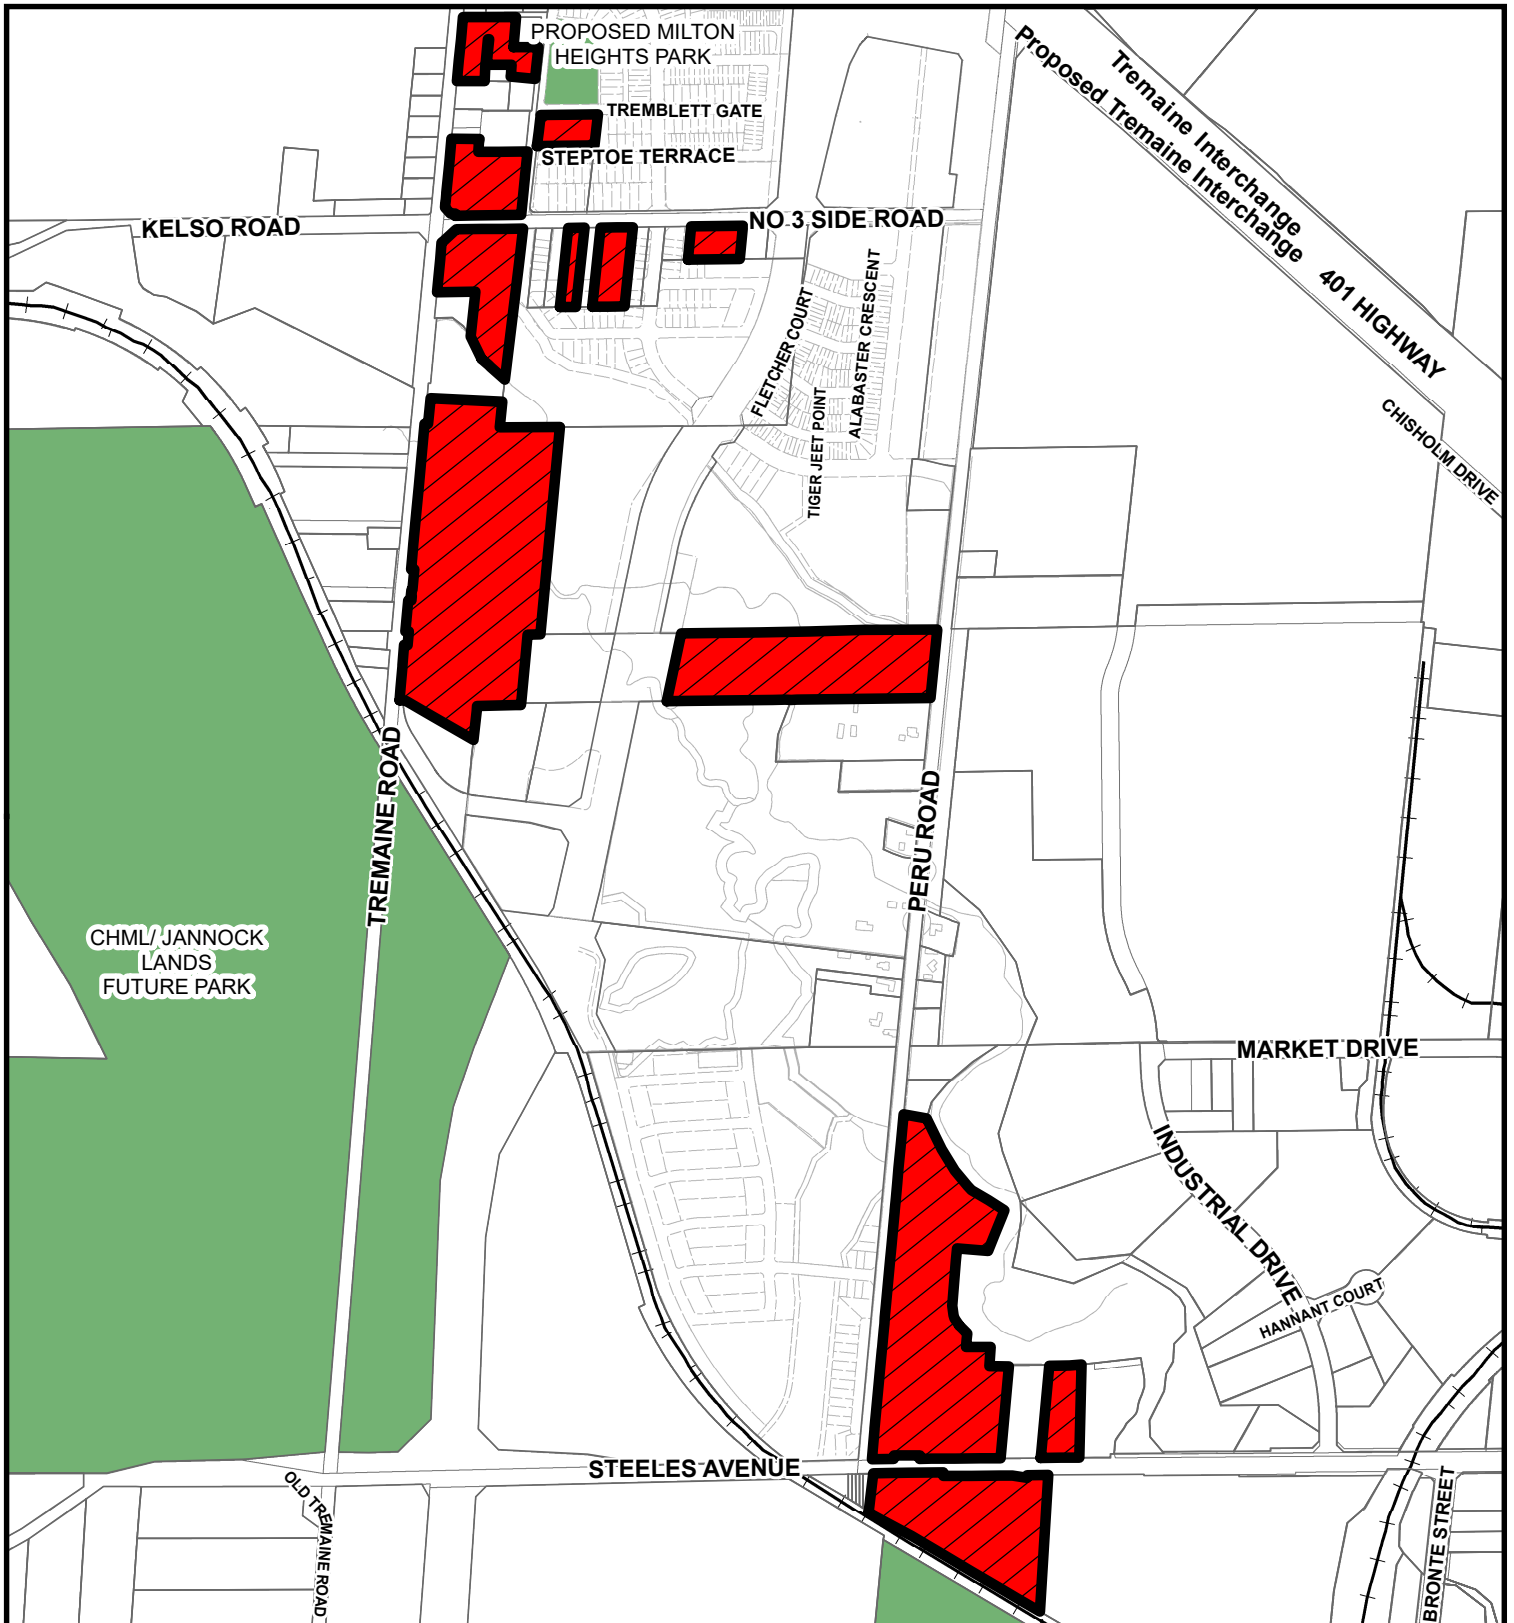 PROPOSED MILTON
HEIGHTS PARK
Tremaine Interchange
Proposed Tremaine Interchange
TREMBLETT GATE
STEPTOE TERRACE
KELSO ROAD
NO 3 SIDE ROAD
401 HIGHWAY
FLETCHER COURT
ALABASTER CRESCENT
TIGER JEET POINT
CHISHOLM DRIVE
TREMAINE ROAD
PERU ROAD
CHML/ JANNOCK
LANDS
FUTURE PARK
MARKET DRIVE
INDUSTRIAL DRIVE
HANNANT COURT
STEELES AVENUE
OLD TREMAINE ROAD
BRONTE STREET